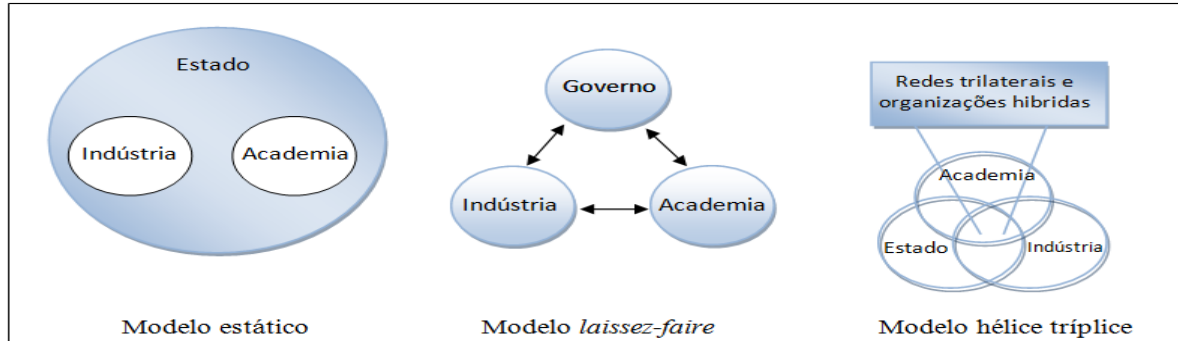 Estado
Indústria
Academia
Modelo estático
Governo
Indústria
Academia
Modelo laissez-faire
Redes trilaterais e
organizações hibridas
Academia
Estado
Indústria
Modelo hélice tríplice